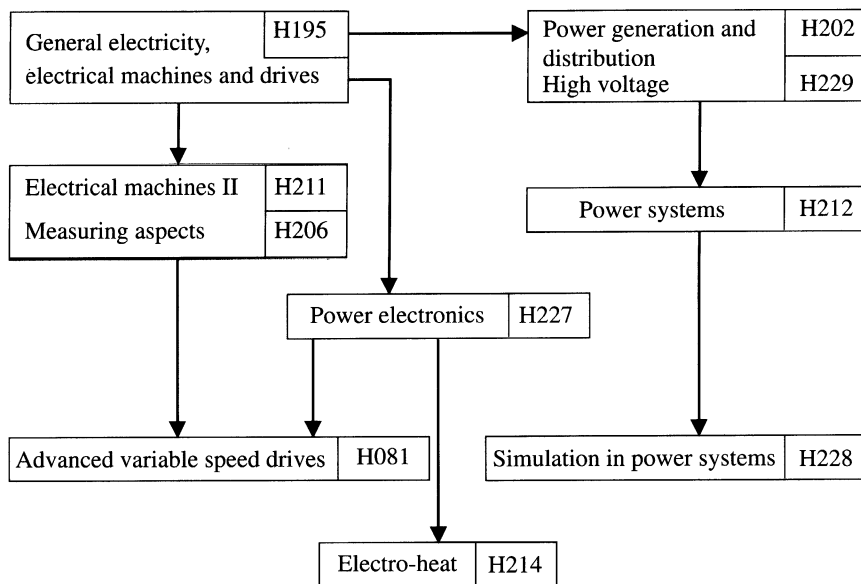 General electricity,
electrical machines and drives
H195
Power generation and
distribution
High voltage
H202
H229
Electrical machines II
H211
Measuring aspects
H206
Power systems
H212
Power electronics
H227
Advanced variable speed drives
H081
Simulation in power systems
H228
Electro-heat
H214